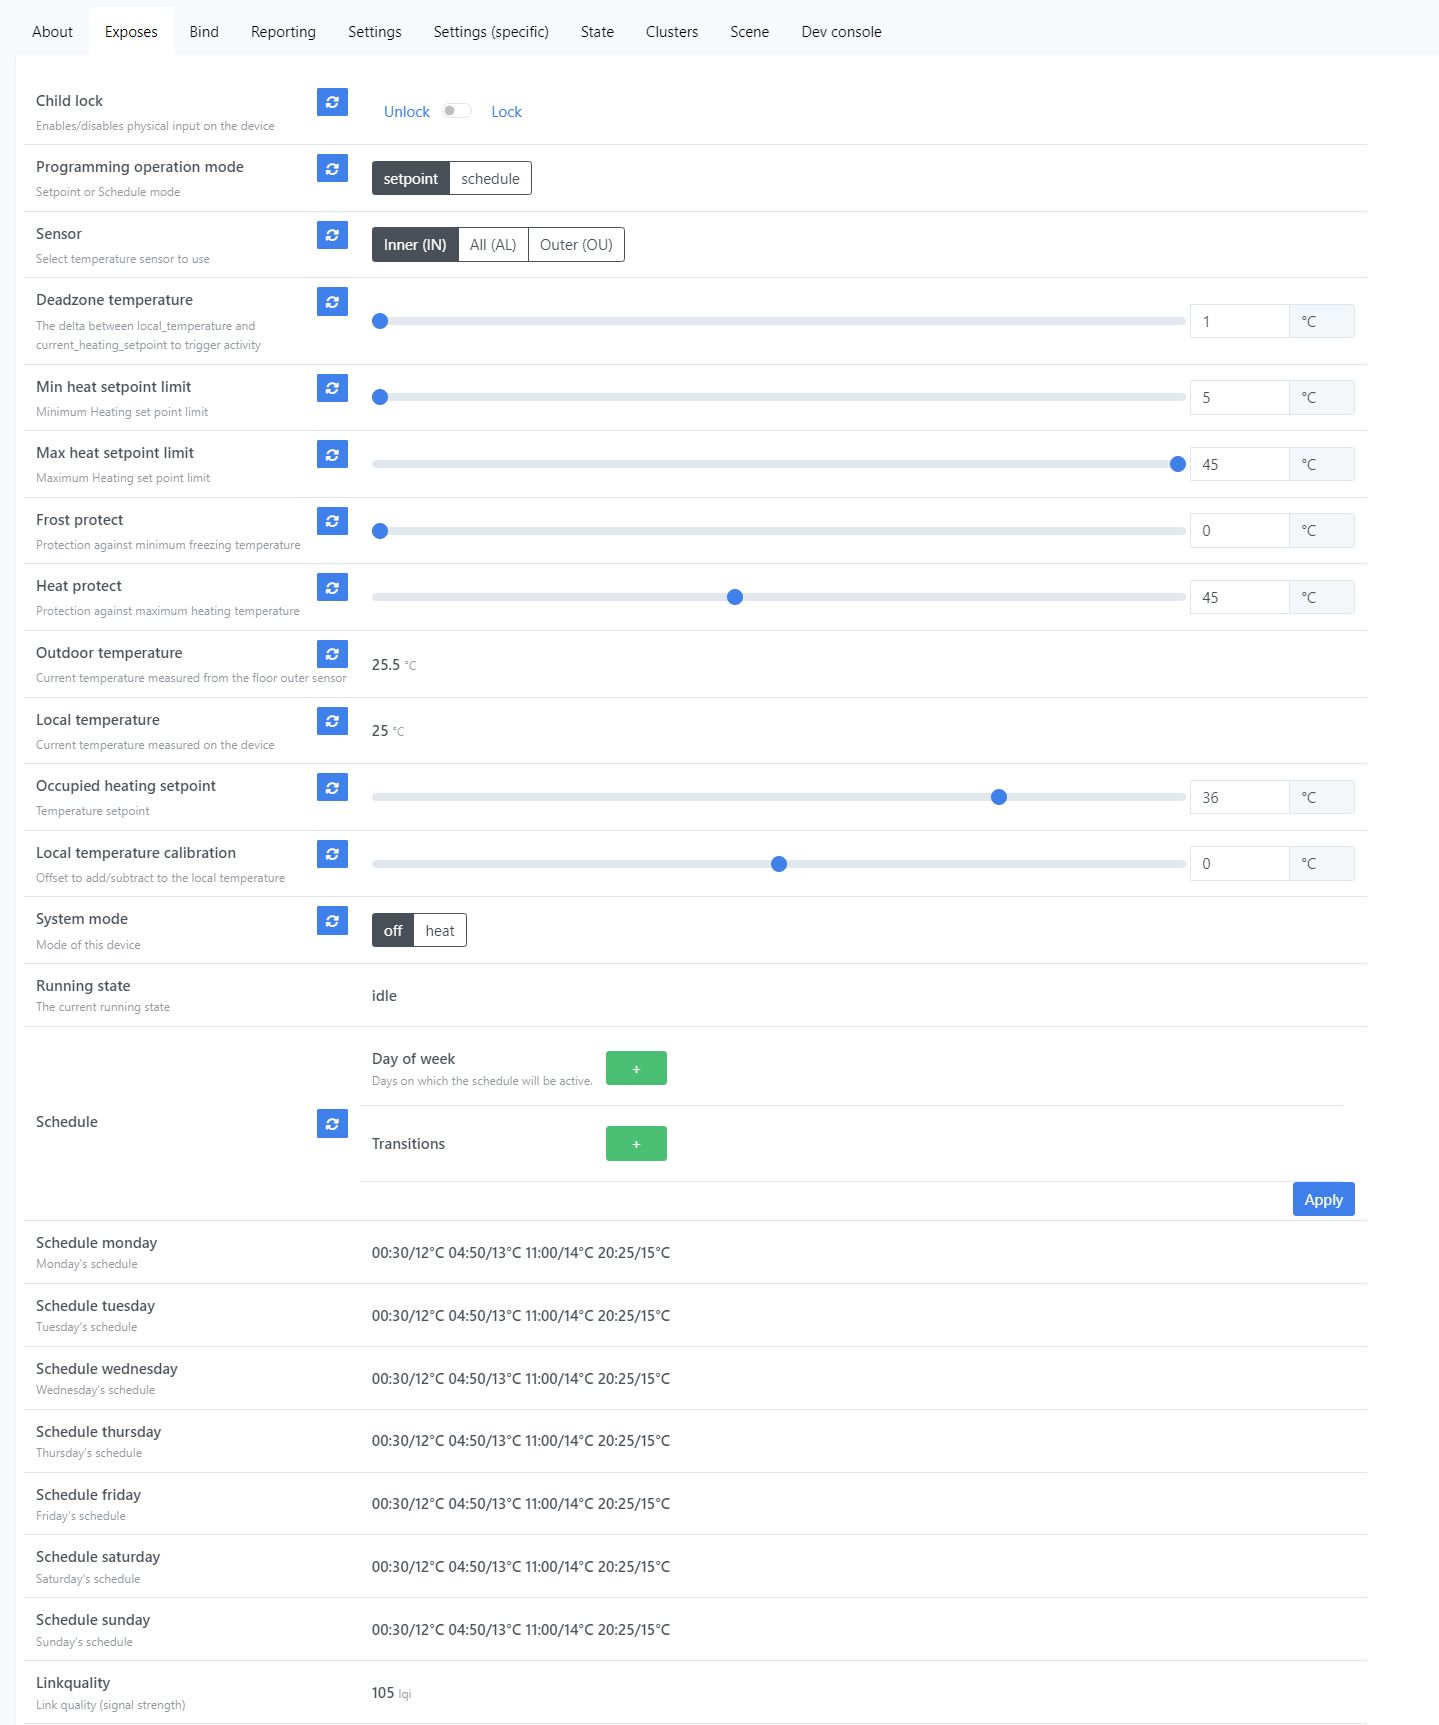 About Exposes Bind Reporting Settings Settings (specific) State Clusters Scene Dev console
Child lock
Enables/disables physical input on the device
Unlock Lock
Programming operation mode
Setpoint or Schedule mode
setpoint schedule
Sensor
Select temperature sensor to use
Inner (IN) All (AL) Outer (OU)
Deadzone temperature
The delta between local_temperature and
current_heating_setpoint to trigger activity
1 °C
Min heat setpoint limit
Minimum Heating set point limit
5 °C
Max heat setpoint limit
Maximum Heating set point limit
45 °C
Frost protect
Protection against minimum freezing temperature
0 °C
Heat protect
Protection against maximum heating temperature
45 °C
Outdoor temperature
Current temperature measured from the floor outer sensor
25.5 °C
Local temperature
Current temperature measured on the device
25 °C
Occupied heating setpoint
Temperature setpoint
36 °C
Local temperature calibration
Offset to add/subtract to the local temperature
0 °C
System mode
Mode of this device
off heat
Running state
The current running state
idle
Schedule
Day of week
Days on which the schedule will be active.
+
Transitions
+
Apply
Schedule monday
Monday's schedule
00:30/12°C 04:50/13°C 11:00/14°C 20:25/15°C
Schedule tuesday
Tuesday's schedule
00:30/12°C 04:50/13°C 11:00/14°C 20:25/15°C
Schedule wednesday
Wednesday's schedule
00:30/12°C 04:50/13°C 11:00/14°C 20:25/15°C
Schedule thursday
Thursday's schedule
00:30/12°C 04:50/13°C 11:00/14°C 20:25/15°C
Schedule friday
Friday's schedule
00:30/12°C 04:50/13°C 11:00/14°C 20:25/15°C
Schedule saturday
Saturday's schedule
00:30/12°C 04:50/13°C 11:00/14°C 20:25/15°C
Schedule sunday
Sunday's schedule
00:30/12°C 04:50/13°C 11:00/14°C 20:25/15°C
Linkquality
Link quality (signal strength)
105 lqi